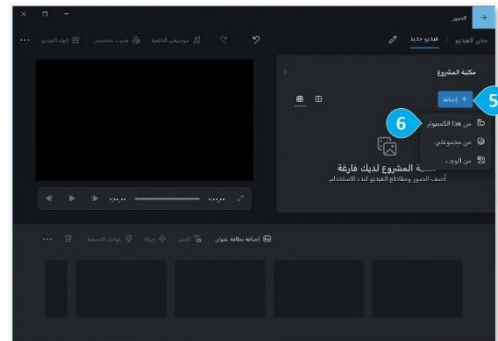 الصور
محرر الفيديو > فيديو جديد
موسيقى الخلفية
صوت مخصص
إنهاء الفيديو
مكتبة المشروع
+ إضافة
5
6
من هذا الكمبيوتر
من مجموعتي
من الويب
مكتبة المشروع لديك فارغة
أضف الصور ومقاطع الفيديو لبدء الاستخدام.
إضافة بطاقة عنوان
النص
حركة